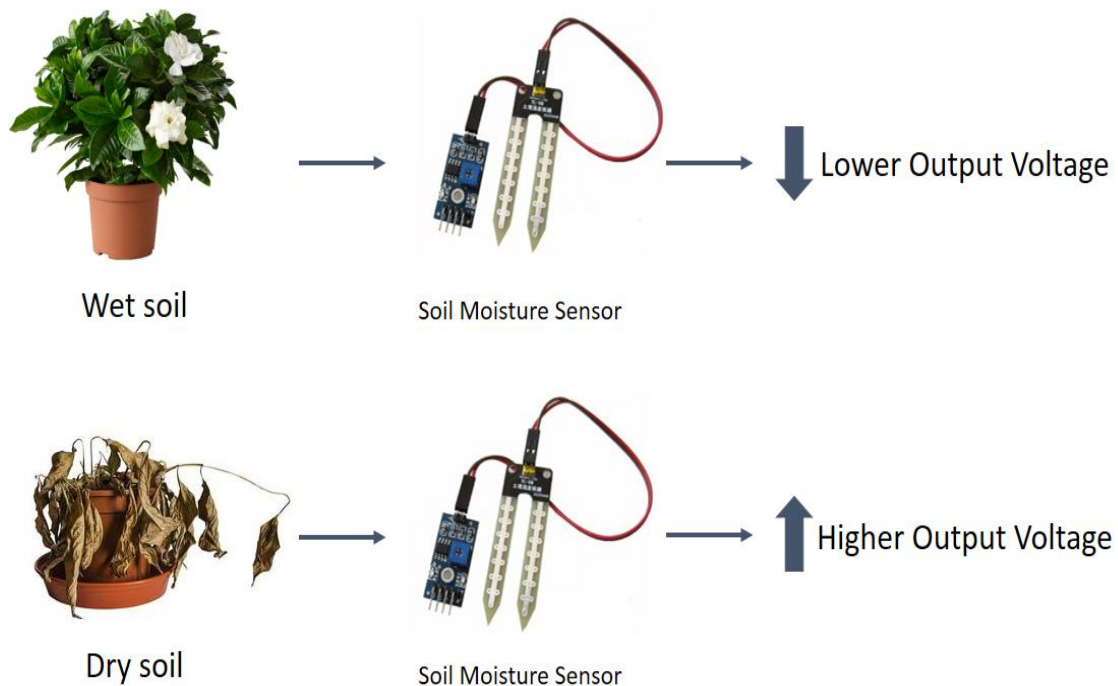 Lower Output Voltage
Wet soil
Soil Moisture Sensor
Higher Output Voltage
Dry soil
Soil Moisture Sensor